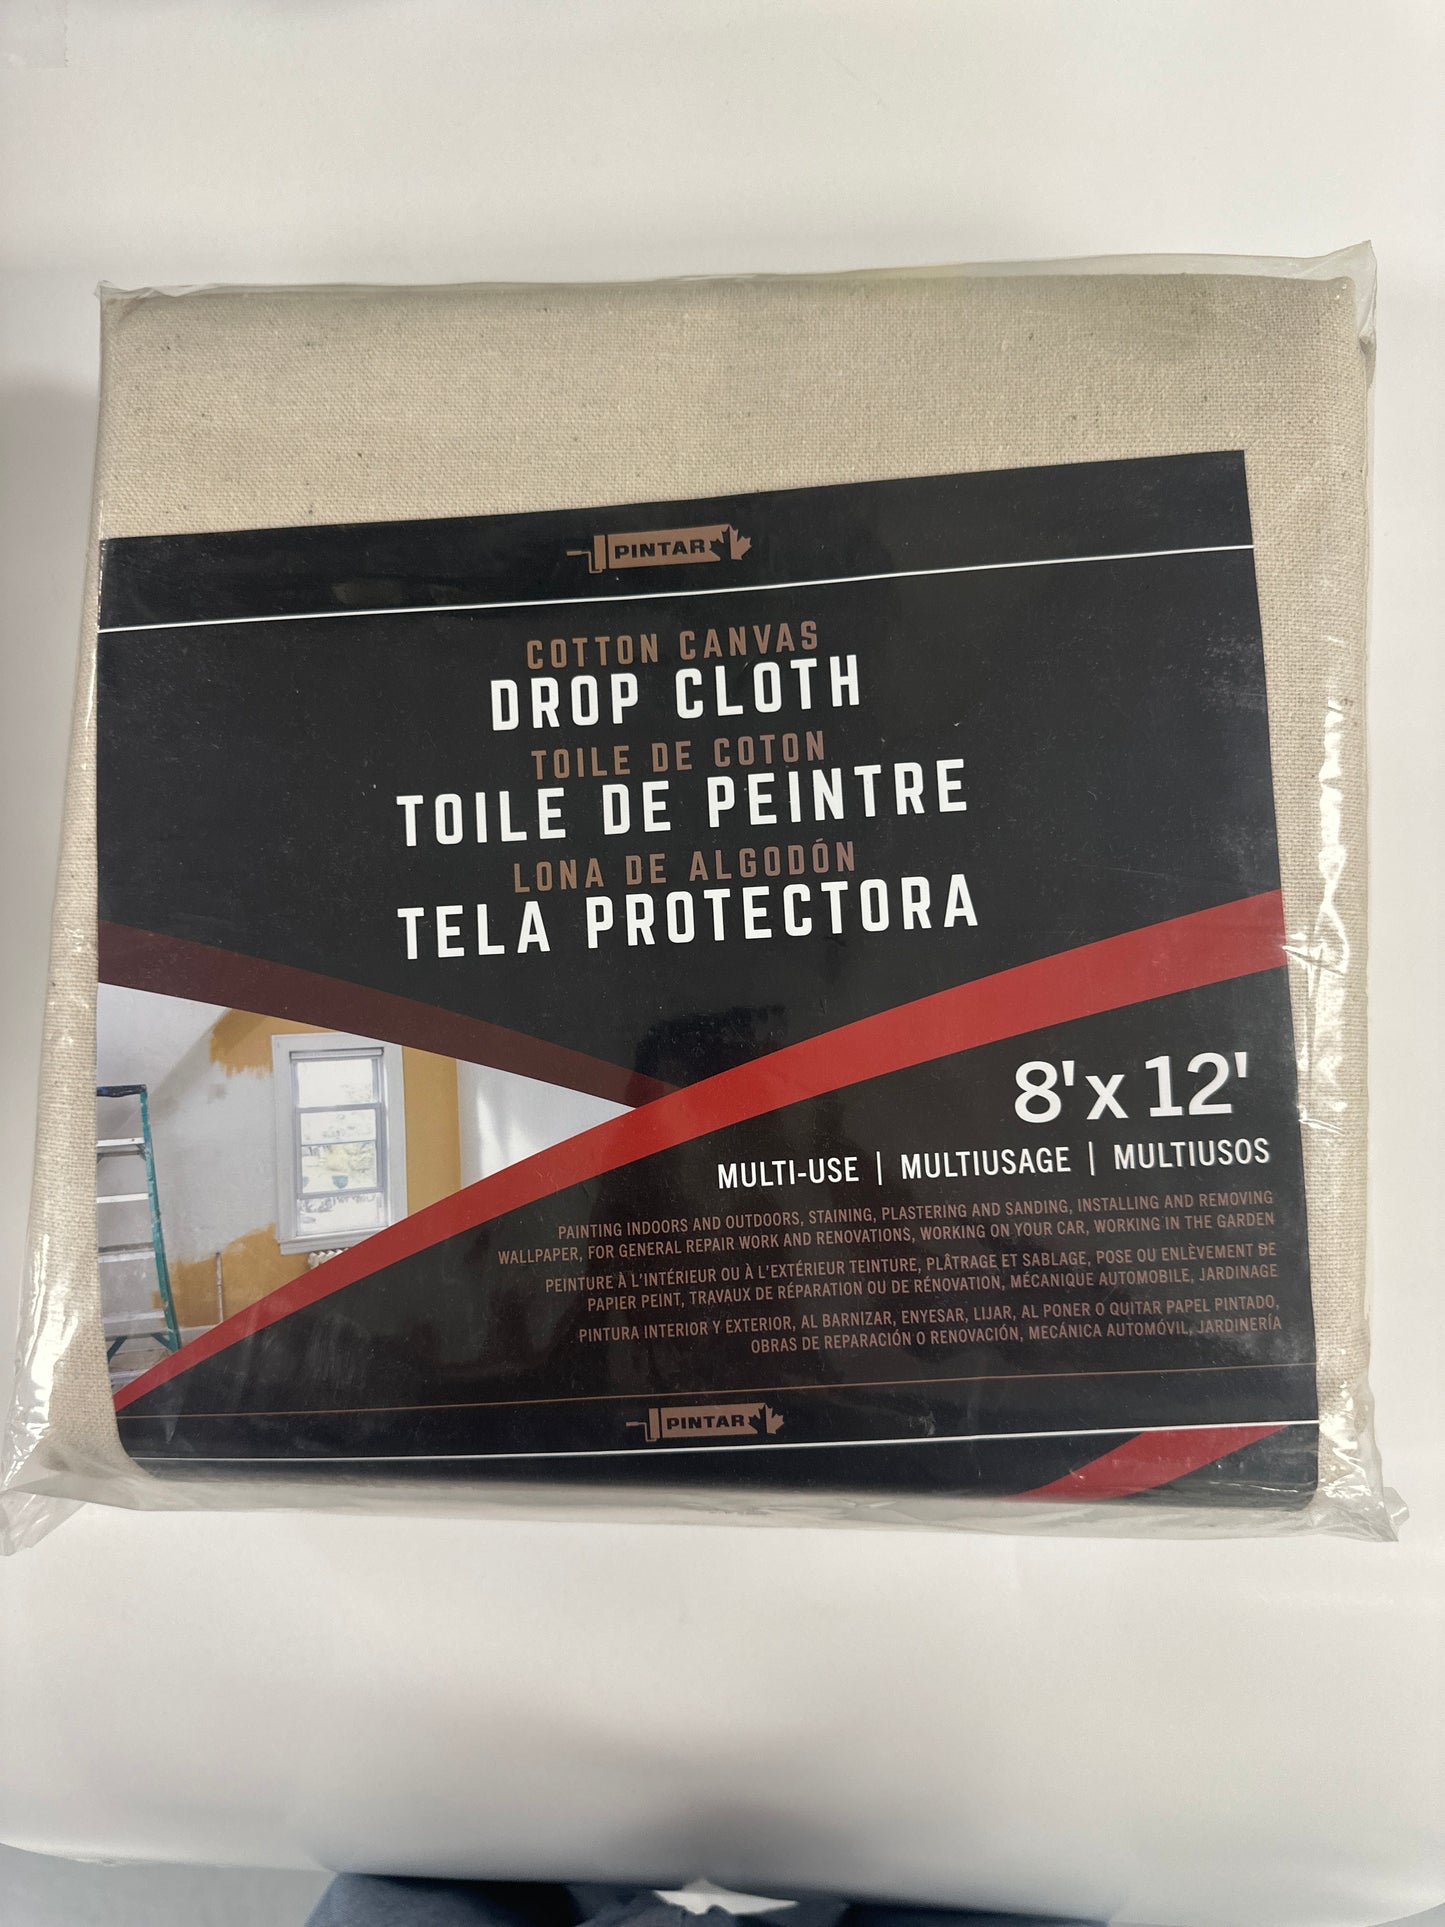 PINTAR
COTTON CANVAS
DROP CLOTH
TOILE DE COTON
TOILE DE PEINTRE
LONA DE ALGODÓN
TELA PROTECTORA
8'x 12'
MULTI-USE | MULTIUSAGE | MULTIUSOS
PAINTING INDOORS AND OUTDOORS, STAINING, PLASTERING AND SANDING, INSTALLING AND REMOVING
WALLPAPER, FOR GENERAL REPAIR WORK AND RENOVATIONS, WORKING ON YOUR CAR, WORKING IN THE GARDEN
PEINTURE À L'INTÉRIEUR OU À L'EXTÉRIEUR TEINTURE, PLÂTRAGE ET SABLAGE, POSE OU ENLÈVEMENT DE
PAPIER PEINT, TRAVAUX DE RÉPARATION OU DE RÉNOVATION, MÉCANIQUE AUTOMOBILE, JARDINAGE
PINTURA INTERIOR Y EXTERIOR, AL BARNIZAR, ENYESAR, LIJAR, AL PONER O QUITAR PAPEL PINTADO,
OBRAS DE REPARACIÓN O RENOVACIÓN, MECÁNICA AUTOMÓVIL, JARDINERÍA
PINTAR